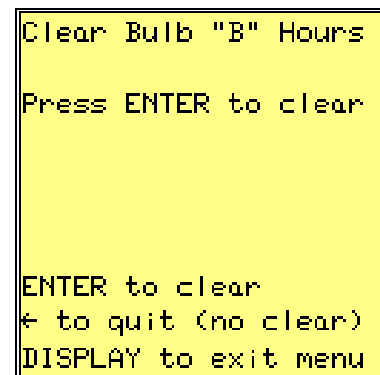 Clear Bulb "B" Hours
Press ENTER to clear
ENTER to clear
← to quit (no clear)
DISPLAY to exit menu